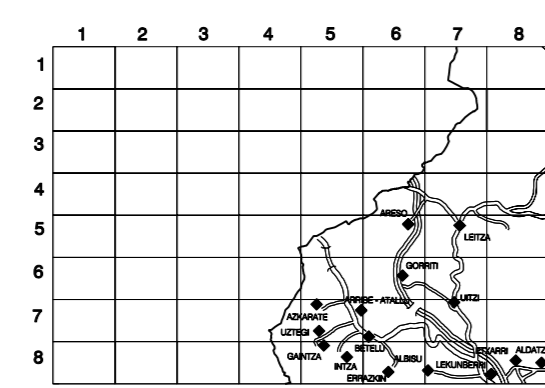 1 2 3 4 5 6 7 8
1
2
3
4
ARESO
5
LEITZA
6
GORRITI
ARRIBE - ATALLU
UITZI
7
AZKARATE
UZTEGI
BETELU
ETXARRI
ALDATZ
GAINTZA
8
INTZA
ALBISU
LEKUNBERRI
ERRAZKIN